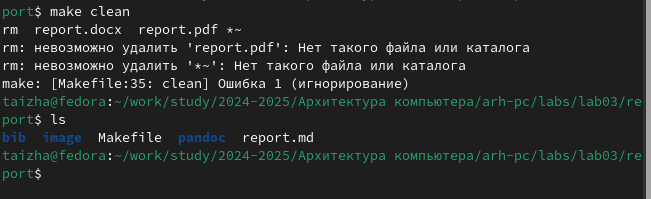 port$ make clean
rm  report.docx  report.pdf *~
rm: невозможно удалить 'report.pdf': Нет такого файла или каталога
rm: невозможно удалить '*~': Нет такого файла или каталога
make: [Makefile:35: clean] Ошибка 1 (игнорирование)
taizha@fedora:~/work/study/2024-2025/Архитектура компьютера/arh-pc/labs/lab03/re
port$ ls
bib  image  Makefile  pandoc  report.md
taizha@fedora:~/work/study/2024-2025/Архитектура компьютера/arh-pc/labs/lab03/re
port$